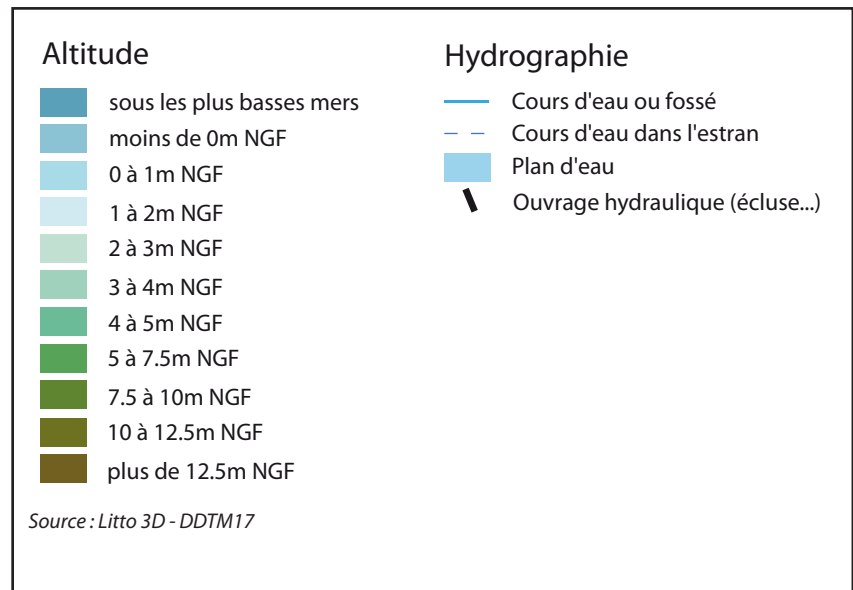 Altitude
sous les plus basses mers
moins de 0m NGF
0 à 1m NGF
1 à 2m NGF
2 à 3m NGF
3 à 4m NGF
4 à 5m NGF
5 à 7.5m NGF
7.5 à 10m NGF
10 à 12.5m NGF
plus de 12.5m NGF
Source : Litto 3D - DDTM17
Hydrographie
Cours d'eau ou fossé
Cours d'eau dans l'estran
Plan d'eau
Ouvrage hydraulique (écluse...)